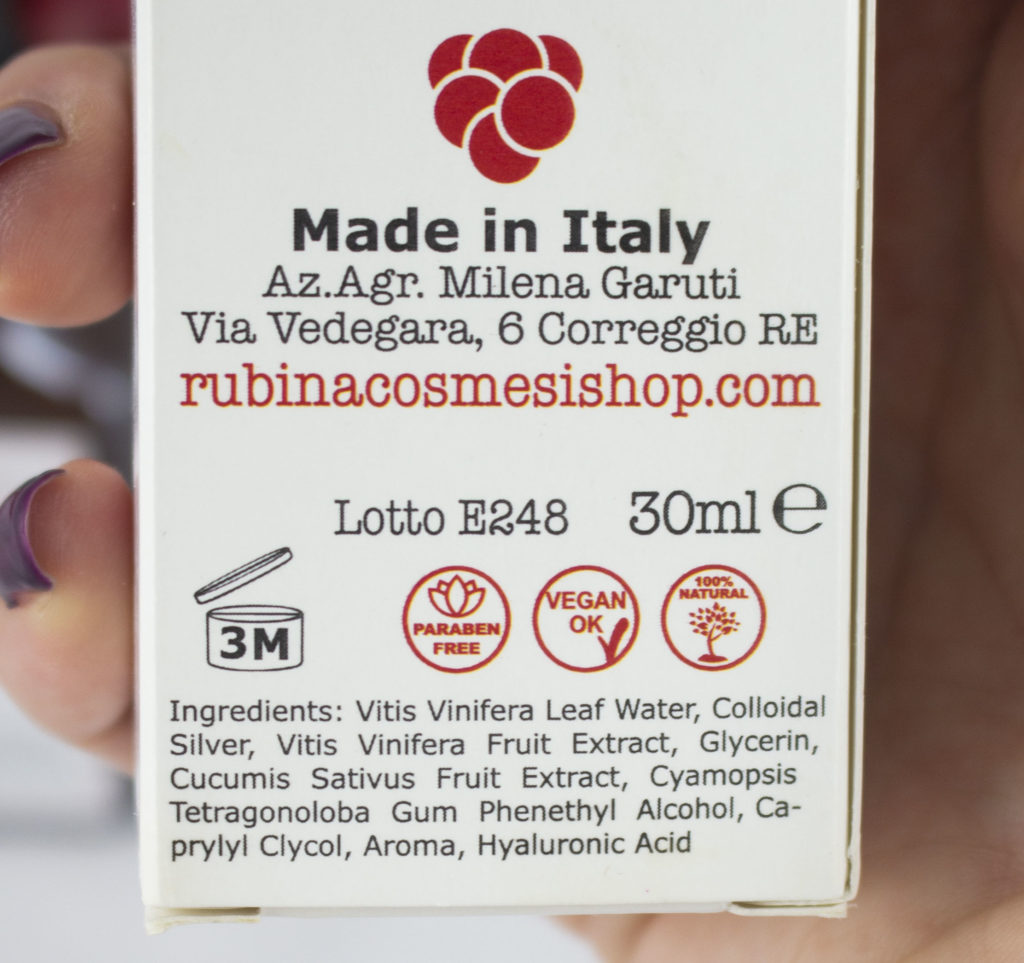 Made in Italy
Az.Agr. Milena Garuti
Via Vedegara, 6 Correggio RE
rubinacosmesishop.com
Lotto E248 30ml ℮
3M
PARABEN
FREE
VEGAN
OK
100%
NATURAL
Ingredients: Vitis Vinifera Leaf Water, Colloidal
Silver, Vitis Vinifera Fruit Extract, Glycerin,
Cucumis Sativus Fruit Extract, Cyamopsis
Tetragonoloba Gum Phenethyl Alcohol, Ca-
prylyl Clycol, Aroma, Hyaluronic Acid